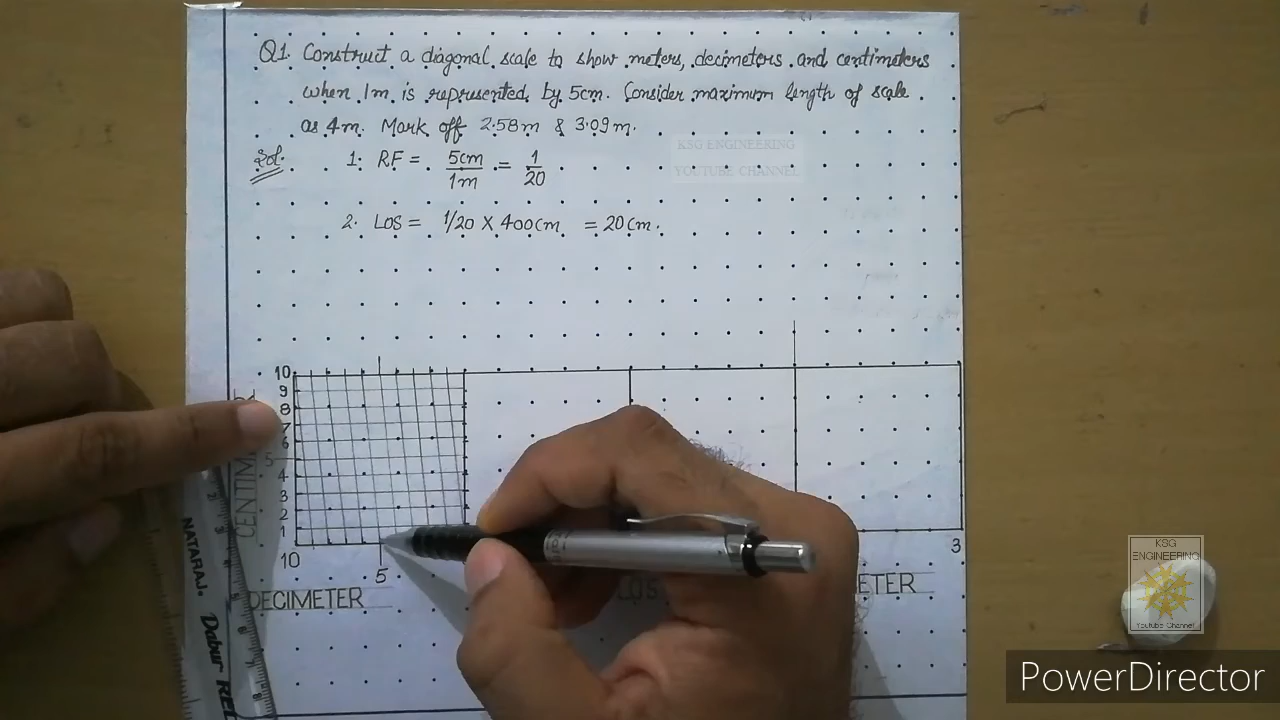 Q1. Construct a diagonal scale to show meters, decimeters and centimeters
when 1m is represented by 5cm. Consider maximum length of scale
as 4m. Mark off 2.58m & 3.09m.
KSG ENGINEERING
YOUTUBE CHANNEL
Sol. 1. RF = 5cm/1m = 1/20
2. LOS = 1/20 X 400cm = 20cm.
10
9
8
7
6
5
4
3
2
1
10
5
3
DECIMETER
LOS
METER
NATARAJ
KSG
ENGINEERING
Youtube Channel
PowerDirector